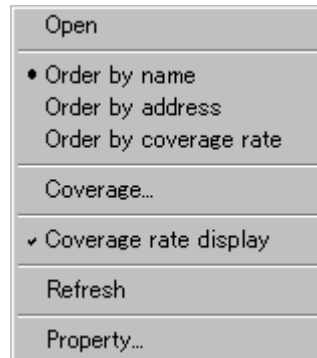 Open
Order by name
Order by address
Order by coverage rate
Coverage...
Coverage rate display
Refresh
Property...